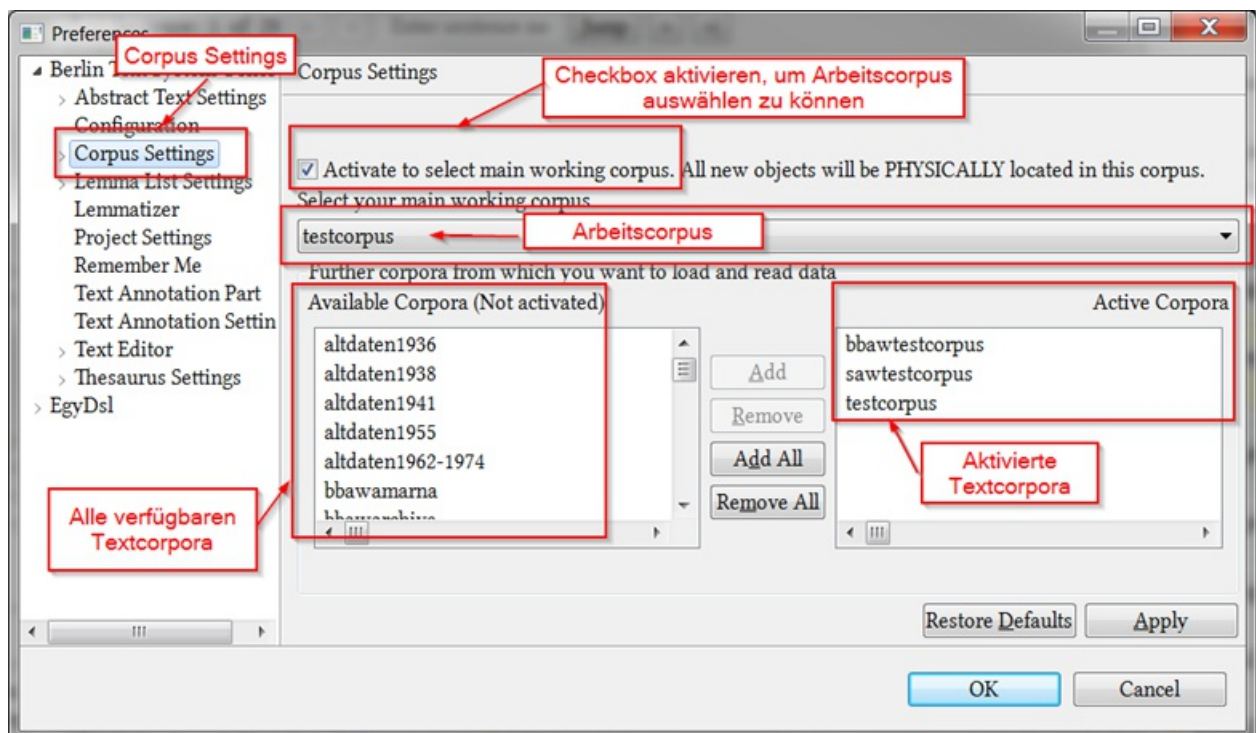 Preferences
Corpus Settings
Berlin Text System
Abstract Text Settings
Configuration
Corpus Settings
Lemma List Settings
Lemmatizer
Project Settings
Remember Me
Text Annotation Part
Text Annotation Settin
Text Editor
Thesaurus Settings
EgyDsl
Alle verfügbaren
Textcorpora
Corpus Settings
Checkbox aktivieren, um Arbeitscorpus
auswählen zu können
Activate to select main working corpus. All new objects will be PHYSICALLY located in this corpus.
Select your main working corpus
testcorpus
Arbeitscorpus
Further corpora from which you want to load and read data
Available Corpora (Not activated)
altdaten1936
altdaten1938
altdaten1941
altdaten1955
altdaten1962-1974
bbawamarna
bbawarchive
Add
Remove
Add All
Remove All
Active Corpora
bbawtestcorpus
sawtestcorpus
testcorpus
Aktivierte
Textcorpora
Restore Defaults
Apply
OK
Cancel